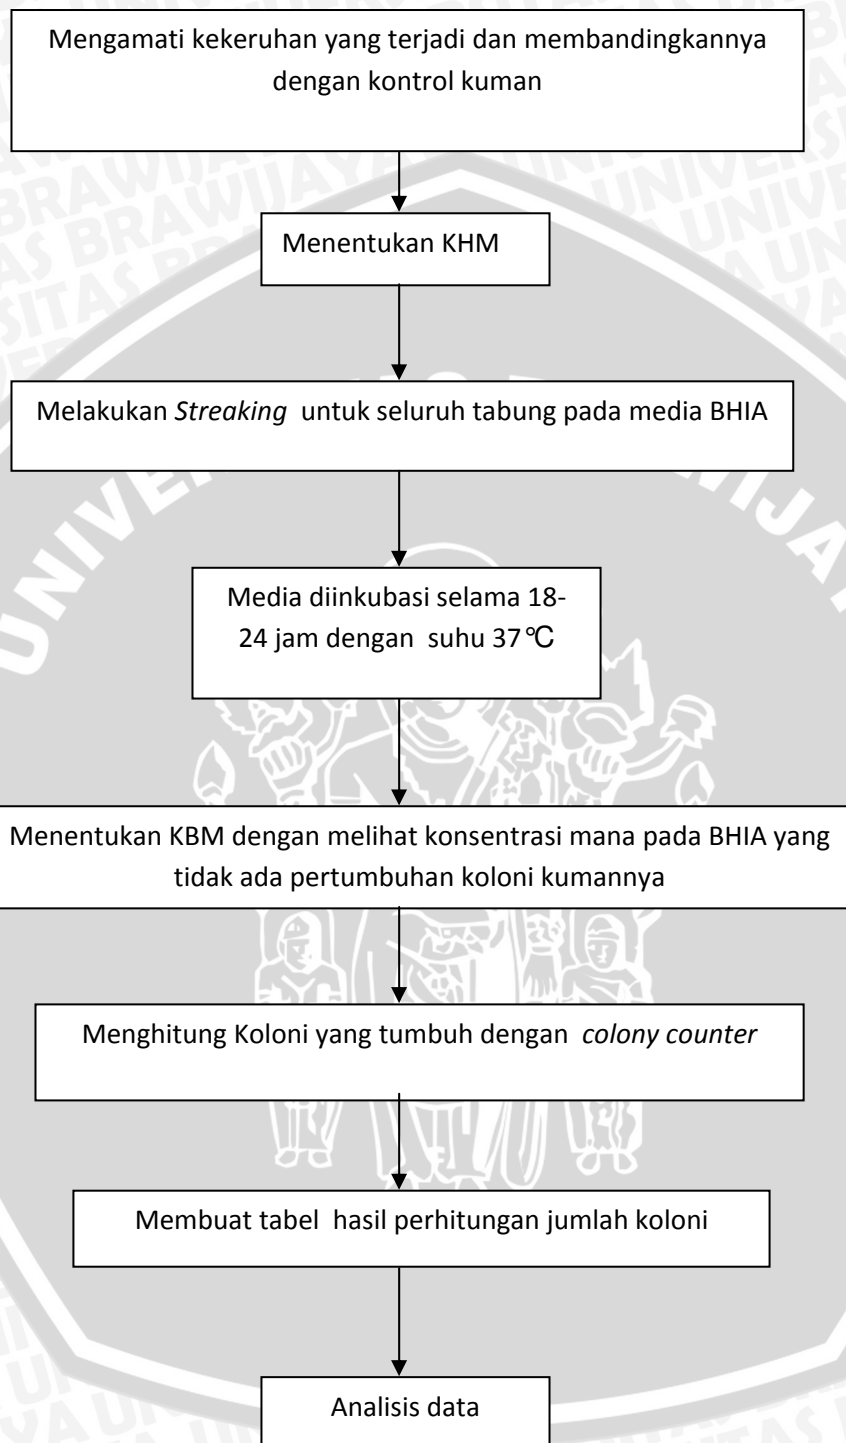 Mengamati kekeruhan yang terjadi dan membandingkannya
dengan kontrol kuman
Menentukan KHM
Melakukan Streaking untuk seluruh tabung pada media BHIA
Media diinkubasi selama 18-
24 jam dengan suhu 37℃
Menentukan KBM dengan melihat konsentrasi mana pada BHIA yang
tidak ada pertumbuhan koloni kumannya
Menghitung Koloni yang tumbuh dengan colony counter
Membuat tabel hasil perhitungan jumlah koloni
Analisis data